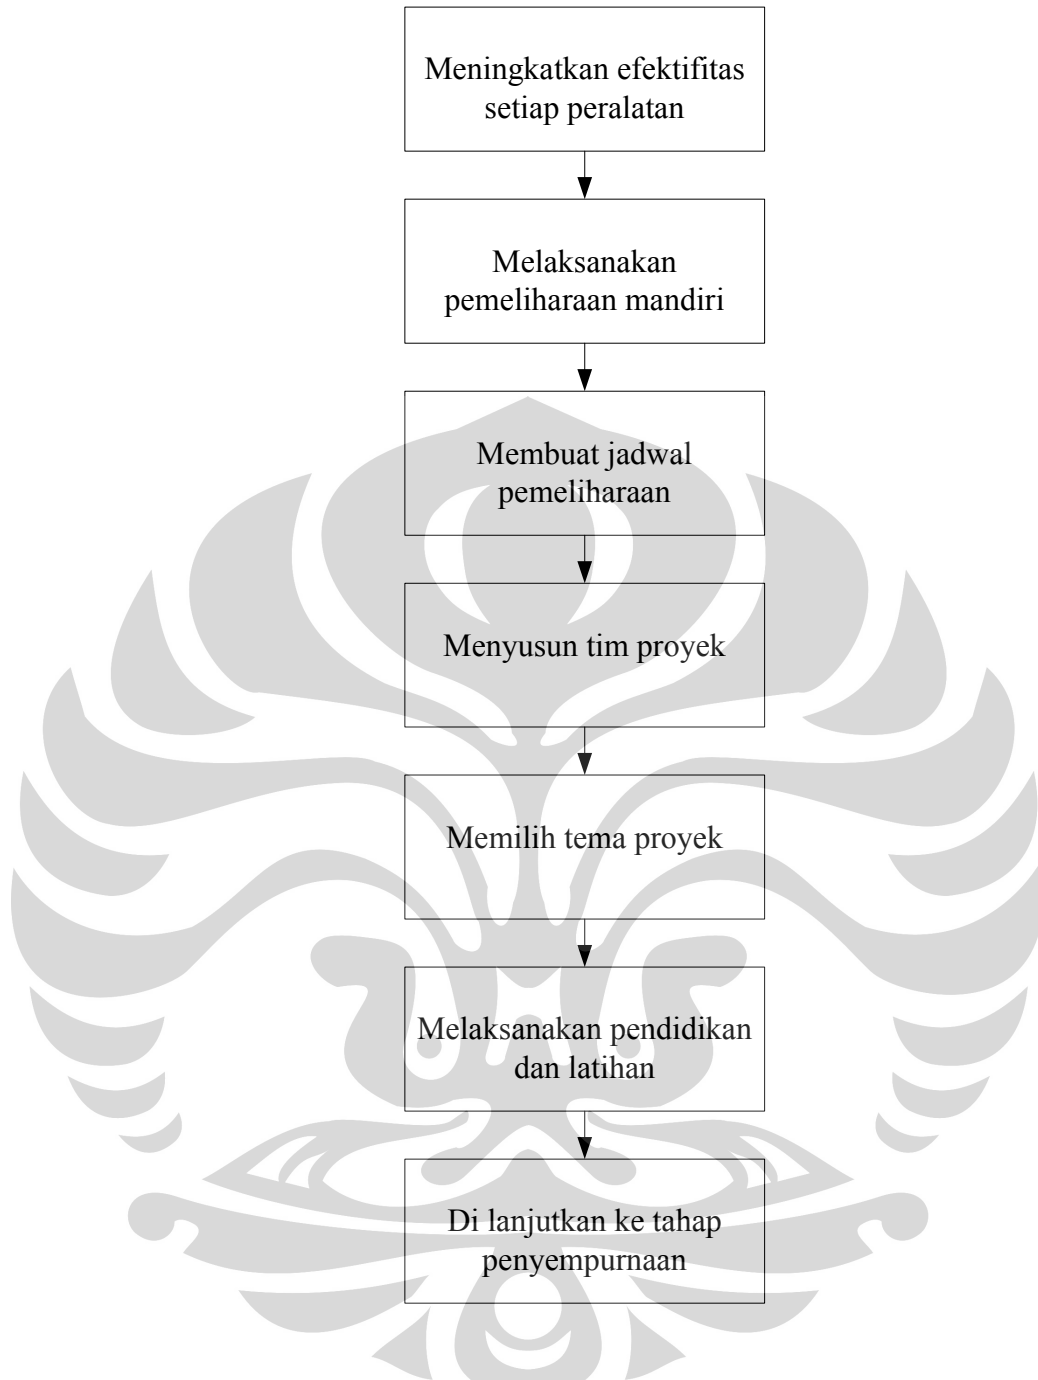 Meningkatkan efektifitas
setiap peralatan
Melaksanakan
pemeliharaan mandiri
Membuat jadwal
pemeliharaan
Menyusun tim proyek
Memilih tema proyek
Melaksanakan pendidikan
dan latihan
Di lanjutkan ke tahap
penyempurnaan